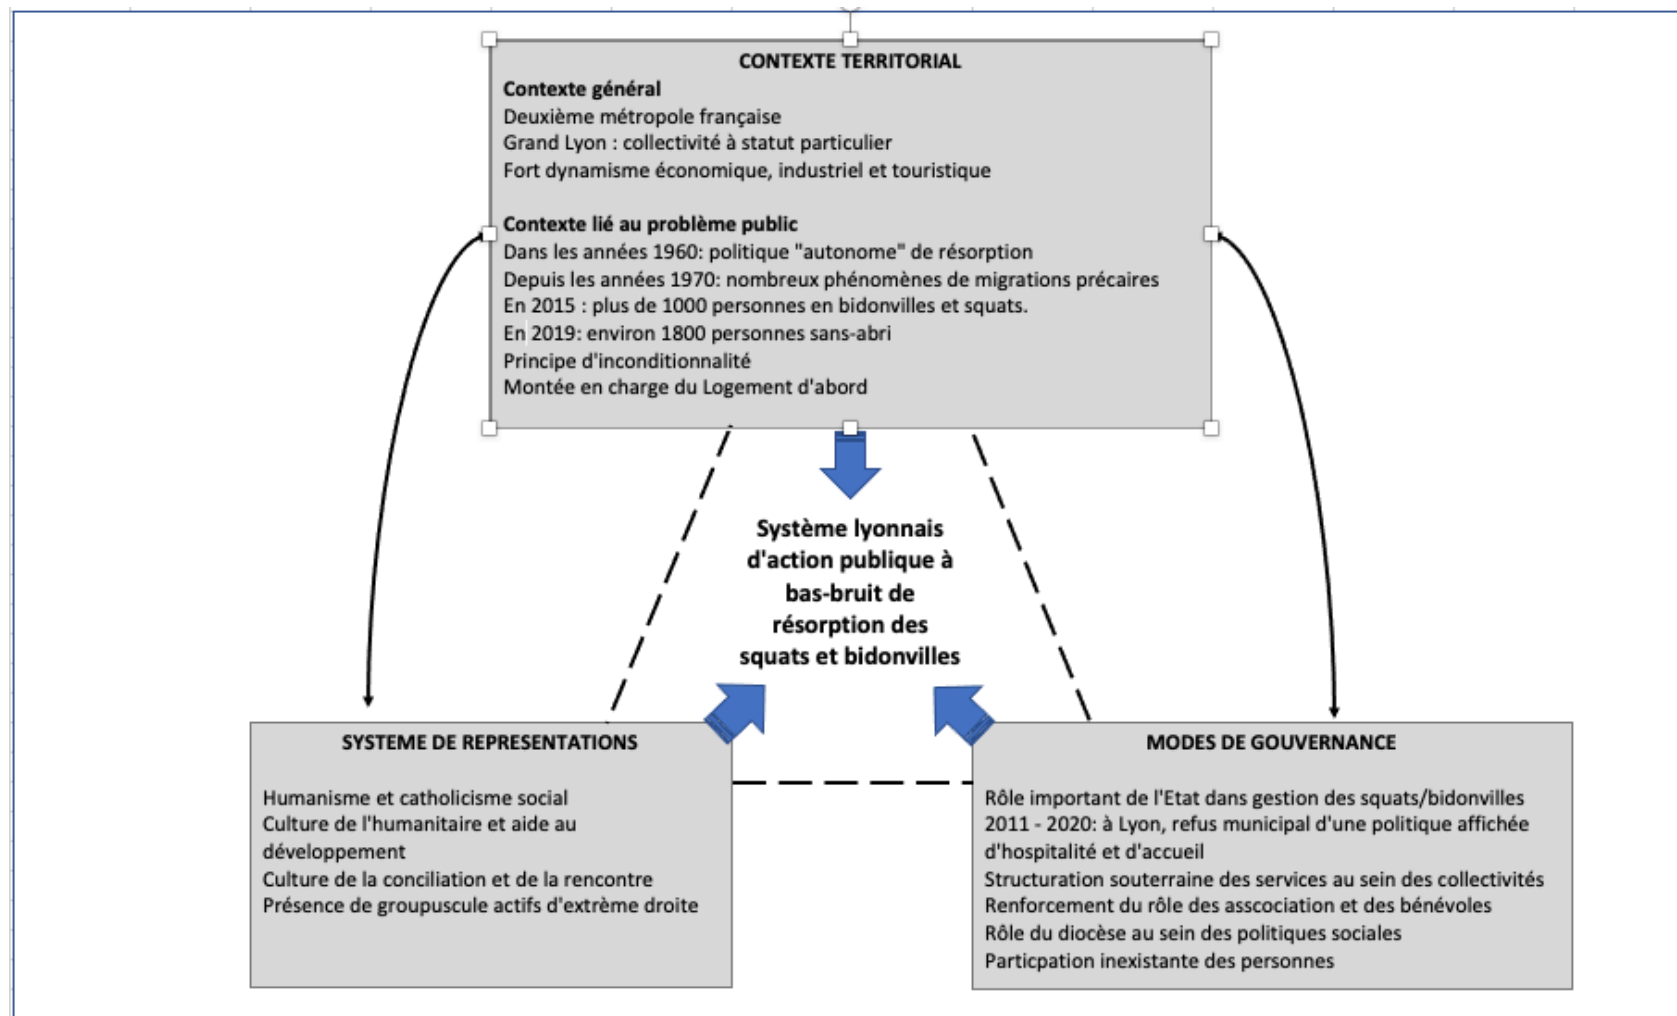 CONTEXTE TERRITORIAL
Contexte général
Deuxième métropole française
Grand Lyon : collectivité à statut particulier
Fort dynamisme économique, industriel et touristique
Contexte lié au problème public
Dans les années 1960: politique "autonome" de résorption
Depuis les années 1970: nombreux phénomènes de migrations précaires
En 2015 : plus de 1000 personnes en bidonvilles et squats.
En 2019: environ 1800 personnes sans-abri
Principe d'inconditionnalité
Montée en charge du Logement d'abord
Système lyonnais
d'action publique à
bas-bruit de
résorption des
squats et bidonvilles
SYSTEME DE REPRESENTATIONS
Humanisme et catholicisme social
Culture de l'humanitaire et aide au
développement
Culture de la conciliation et de la rencontre
Présence de groupuscule actifs d'extrème droite
MODES DE GOUVERNANCE
Rôle important de l'Etat dans gestion des squats/bidonvilles
2011 - 2020: à Lyon, refus municipal d'une politique affichée
d'hospitalité et d'accueil
Structuration souterraine des services au sein des collectivités
Renforcement du rôle des asscociation et des bénévoles
Rôle du diocèse au sein des politiques sociales
Particpation inexistante des personnes